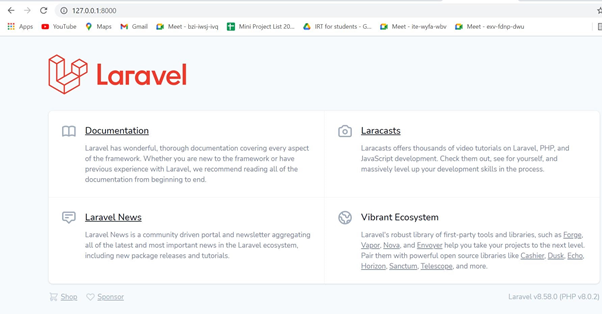 127.0.0.1:8000
Apps YouTube Maps Gmail Meet - bzi-iwsj-ivq Mini Project List 20... IRT for students - G... Meet - ite-wyfa-wbv Meet - exv-fdnp-dwu
Laravel
Documentation
Laravel has wonderful, thorough documentation covering every aspect
of the framework. Whether you are new to the framework or have
previous experience with Laravel, we recommend reading all of the
documentation from beginning to end.
Laracasts
Laracasts offers thousands of video tutorials on Laravel, PHP, and
JavaScript development. Check them out, see for yourself, and
massively level up your development skills in the process.
Laravel News
Laravel News is a community driven portal and newsletter aggregating
all of the latest and most important news in the Laravel ecosystem,
including new package releases and tutorials.
Vibrant Ecosystem
Laravel's robust library of first-party tools and libraries, such as Forge,
Vapor, Nova, and Envoyer help you take your projects to the next level.
Pair them with powerful open source libraries like Cashier, Dusk, Echo,
Horizon, Sanctum, Telescope, and more.
Shop Sponsor
Laravel v8.58.0 (PHP v8.0.2)